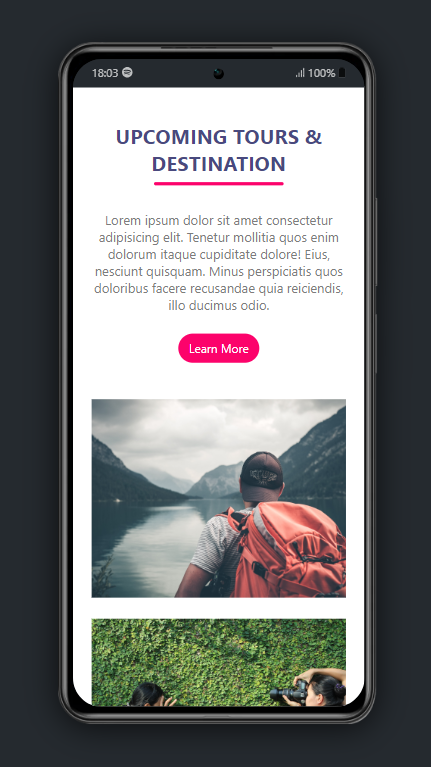 18:03 100%
UPCOMING TOURS &
DESTINATION
Lorem ipsum dolor sit amet consectetur
adipisicing elit. Tenetur mollitia quos enim
dolorum itaque cupiditate dolore! Eius,
nesciunt quisquam. Minus perspiciatis quos
doloribus facere recusandae quia reiciendis,
illo ducimus odio.
Learn More